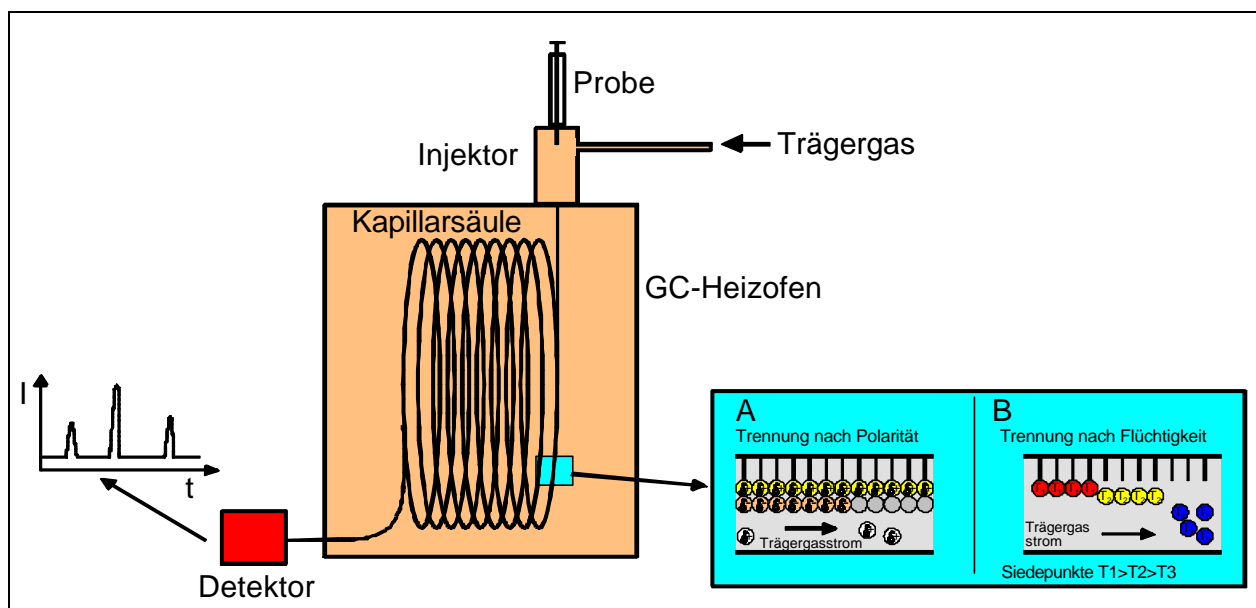 Probe
Injektor
Trägergas
Kapillarsäule
GC-Heizofen
I
t
Detektor
A
Trennung nach Polarität
Trägergasstrom
B
Trennung nach Flüchtigkeit
Trägergas
strom
Siedepunkte T1>T2>T3